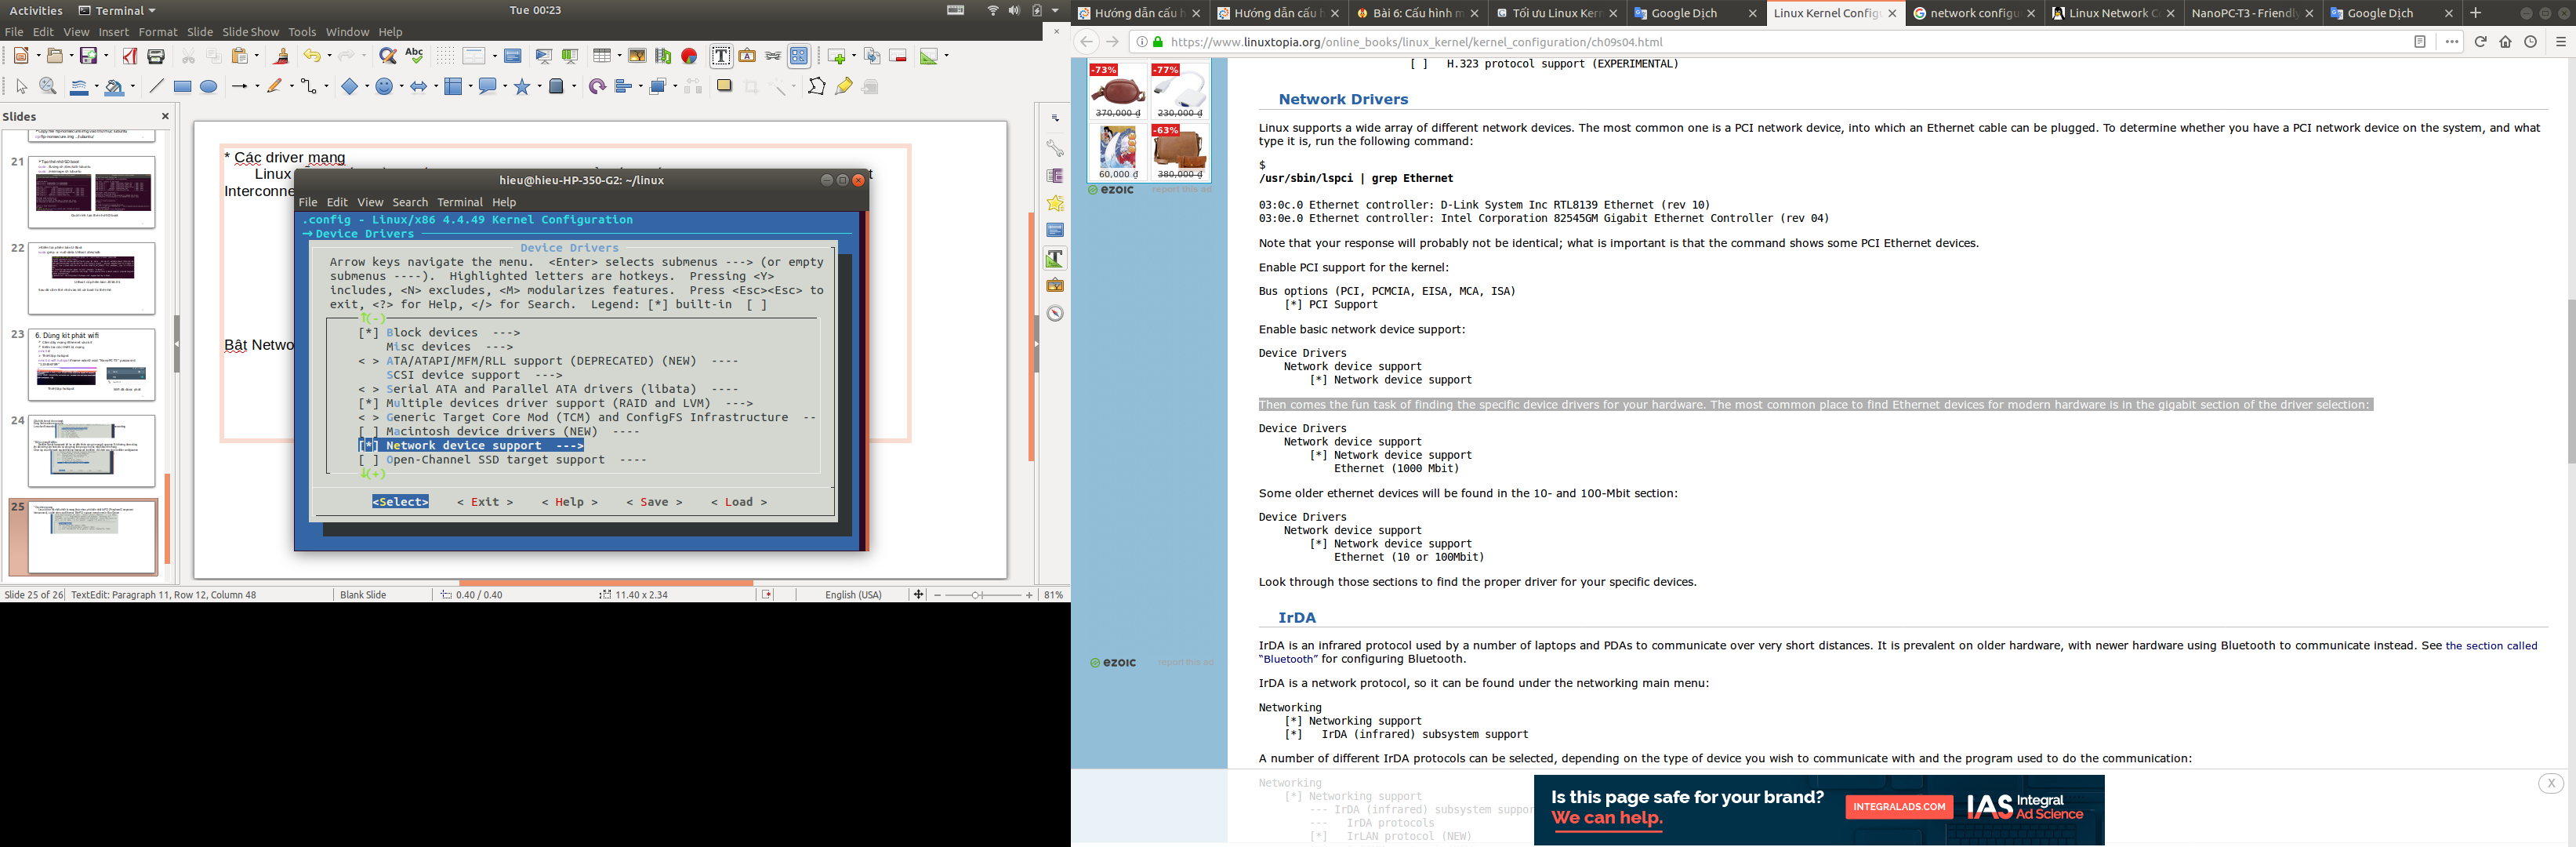 Activities Terminal Tue 00:23
File Edit View Insert Format Slide Slide Show Tools Window Help
Abc
Slides
21
22
23
6. Dùng kit phát wifi
24
25
* Các driver mạng
Linux
Interconne
Bật Netwo
hieu@hieu-HP-350-G2: ~/linux
File Edit View Search Terminal Help
.config - Linux/x86 4.4.49 Kernel Configuration
→ Device Drivers
Device Drivers
Arrow keys navigate the menu. <Enter> selects submenus ---> (or empty
submenus ----). Highlighted letters are hotkeys. Pressing <Y>
includes, <N> excludes, <M> modularizes features. Press <Esc><Esc> to
exit, <?> for Help, </> for Search. Legend: [*] built-in [ ]
↑(-)
[*] Block devices --->
Misc devices --->
< > ATA/ATAPI/MFM/RLL support (DEPRECATED) (NEW) ----
SCSI device support --->
< > Serial ATA and Parallel ATA drivers (libata) ----
[*] Multiple devices driver support (RAID and LVM) --->
< > Generic Target Core Mod (TCM) and ConfigFS Infrastructure --
[ ] Macintosh device drivers (NEW) ----
[*] Network device support --->
[ ] Open-Channel SSD target support ----
↓(+)
<Select> < Exit > < Help > < Save > < Load >
Slide 25 of 26 TextEdit: Paragraph 11, Row 12, Column 48 Blank Slide 0.40 / 0.40 11.40 x 2.34 English (USA) 81%
Hướng dẫn cấu h Hướng dẫn cấu h Bài 6: Cấu hình m Tối ưu Linux Kern Google Dịch Linux Kernel Config network configu Linux Network C NanoPC-T3 - Friendly Google Dịch
https://www.linuxtopia.org/online_books/linux_kernel/kernel_configuration/ch09s04.html
-73% -77%
370,000 ₫ 230,000 ₫
-63%
60,000 ₫ 380,000 ₫
ezoic report this ad
[ ] H.323 protocol support (EXPERIMENTAL)
Network Drivers
Linux supports a wide array of different network devices. The most common one is a PCI network device, into which an Ethernet cable can be plugged. To determine whether you have a PCI network device on the system, and what
type it is, run the following command:
$
/usr/sbin/lspci | grep Ethernet
03:0c.0 Ethernet controller: D-Link System Inc RTL8139 Ethernet (rev 10)
03:0e.0 Ethernet controller: Intel Corporation 82545GM Gigabit Ethernet Controller (rev 04)
Note that your response will probably not be identical; what is important is that the command shows some PCI Ethernet devices.
Enable PCI support for the kernel:
Bus options (PCI, PCMCIA, EISA, MCA, ISA)
[*] PCI Support
Enable basic network device support:
Device Drivers
Network device support
[*] Network device support
Then comes the fun task of finding the specific device drivers for your hardware. The most common place to find Ethernet devices for modern hardware is in the gigabit section of the driver selection:
Device Drivers
Network device support
[*] Network device support
Ethernet (1000 Mbit)
Some older ethernet devices will be found in the 10- and 100-Mbit section:
Device Drivers
Network device support
[*] Network device support
Ethernet (10 or 100Mbit)
Look through those sections to find the proper driver for your specific devices.
IrDA
IrDA is an infrared protocol used by a number of laptops and PDAs to communicate over very short distances. It is prevalent on older hardware, with newer hardware using Bluetooth to communicate instead. See the section called
“Bluetooth” for configuring Bluetooth.
ezoic report this ad
IrDA is a network protocol, so it can be found under the networking main menu:
Networking
[*] Networking support
[*] IrDA (infrared) subsystem support
A number of different IrDA protocols can be selected, depending on the type of device you wish to communicate with and the program used to do the communication:
Networking
[*] Networking support
--- IrDA (infrared) subsystem suppor
--- IrDA protocols
[*] IrLAN protocol (NEW)
Is this page safe for your brand?
We can help.
INTEGRALADS.COM
IAS Integral
Ad Science
X